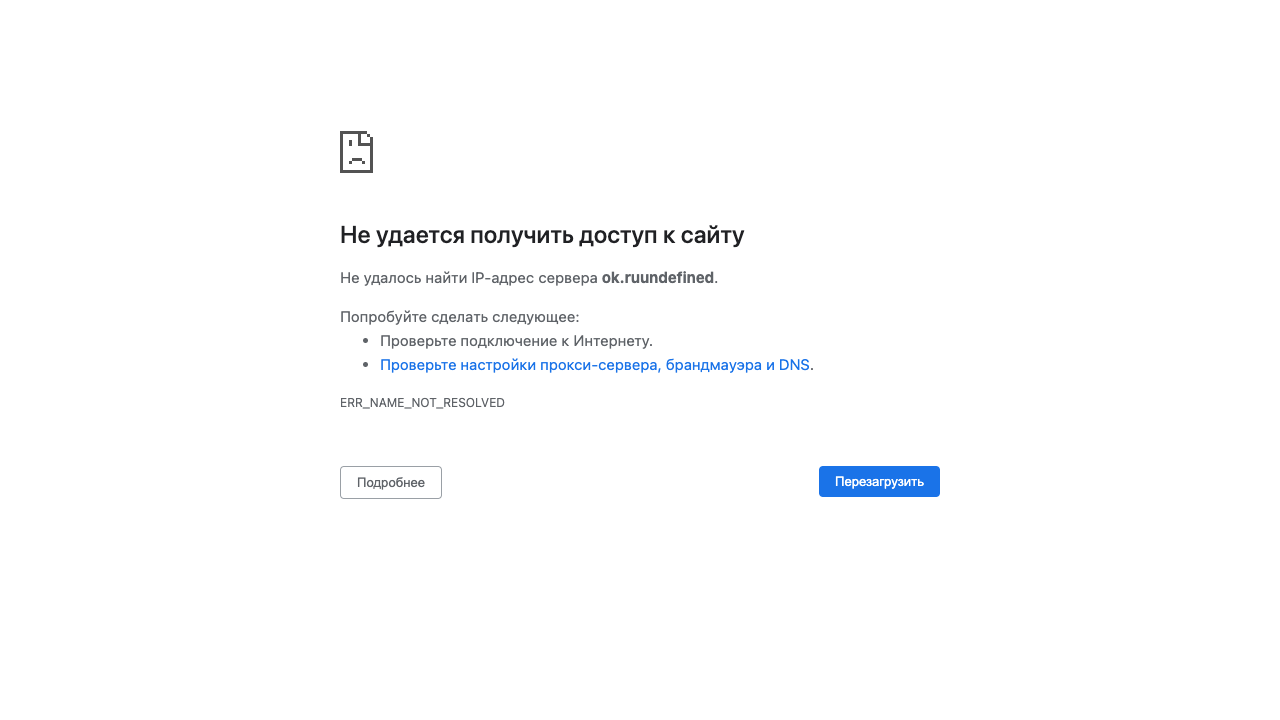 Не удается получить доступ к сайту
Не удалось найти IP-адрес сервера ok.ruundefined.
Попробуйте сделать следующее:
Проверьте подключение к Интернету.
Проверьте настройки прокси-сервера, брандмауэра и DNS.
ERR_NAME_NOT_RESOLVED
Подробнее
Перезагрузить